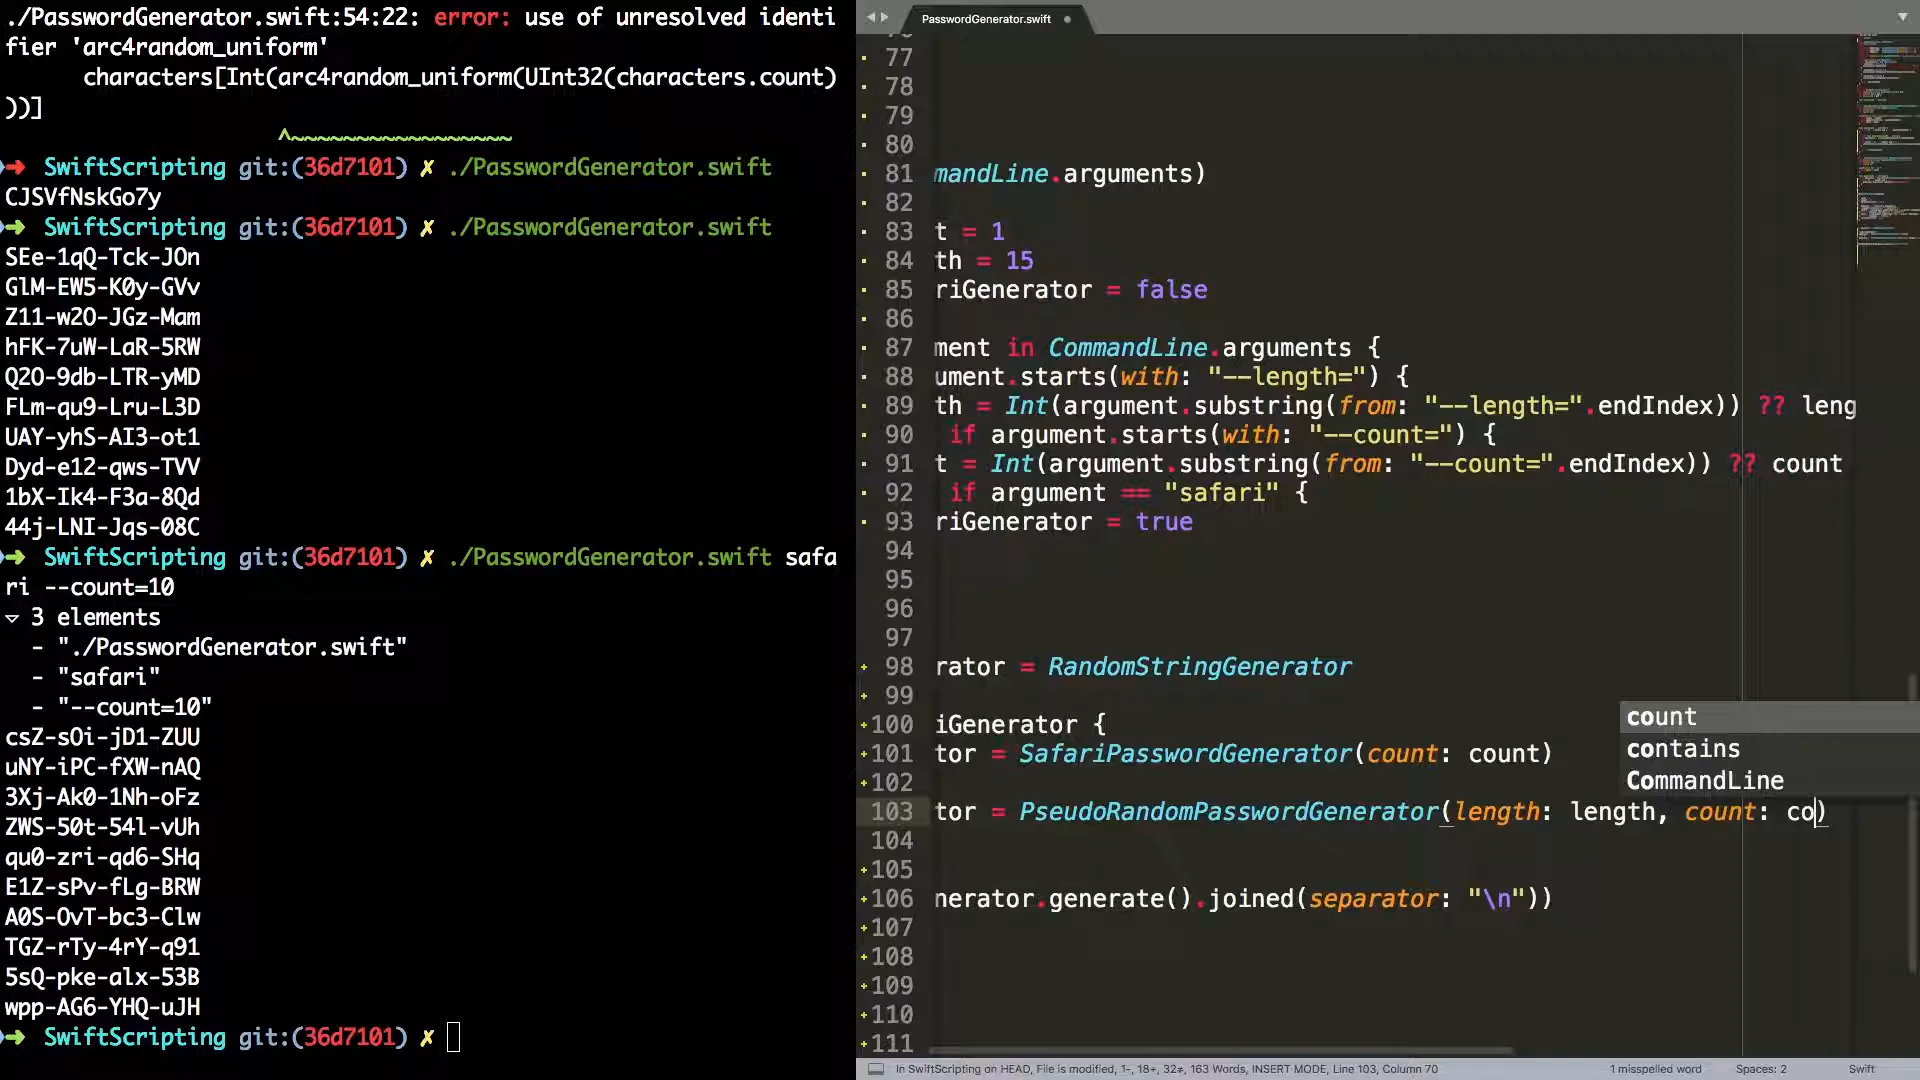 ./PasswordGenerator.swift:54:22: error: use of unresolved identi
fier 'arc4random_uniform'
characters[Int(arc4random_uniform(UInt32(characters.count)
))]
^~~~~~~~~~~~~~~~~~
➜ SwiftScripting git:(36d7101) ✗ ./PasswordGenerator.swift
CJSVfNskGo7y
➜ SwiftScripting git:(36d7101) ✗ ./PasswordGenerator.swift
SEe-1qQ-Tck-JOn
GlM-EW5-K0y-GVv
Z11-w2O-JGz-Mam
hFK-7uW-LaR-5RW
Q2O-9db-LTR-yMD
FLm-qu9-Lru-L3D
UAY-yhS-AI3-ot1
Dyd-e12-qws-TVV
1bX-Ik4-F3a-8Qd
44j-LNI-Jqs-08C
➜ SwiftScripting git:(36d7101) ✗ ./PasswordGenerator.swift safa
ri --count=10
▿ 3 elements
- "./PasswordGenerator.swift"
- "safari"
- "--count=10"
csZ-sOi-jD1-ZUU
uNY-iPC-fXW-nAQ
3Xj-Ak0-1Nh-oFz
ZWS-50t-54l-vUh
qu0-zri-qd6-SHq
E1Z-sPv-fLg-BRW
A0S-OvT-bc3-Clw
TGZ-rTy-4rY-q91
5sQ-pke-alx-53B
wpp-AG6-YHQ-uJH
➜ SwiftScripting git:(36d7101) ✗
PasswordGenerator.swift
77
78
79
80
81 mandLine.arguments)
82
83 t = 1
84 th = 15
85 riGenerator = false
86
87 ment in CommandLine.arguments {
88 ument.starts(with: "--length=") {
89 th = Int(argument.substring(from: "--length=".endIndex)) ?? leng
90 if argument.starts(with: "--count=") {
91 t = Int(argument.substring(from: "--count=".endIndex)) ?? count
92 if argument == "safari" {
93 riGenerator = true
94
95
96
97
98 rator = RandomStringGenerator
99
100 iGenerator {
101 tor = SafariPasswordGenerator(count: count)
102
103 tor = PseudoRandomPasswordGenerator(length: length, count: co)
104
105
106 nerator.generate().joined(separator: "\n"))
107
108
109
110
111
count
contains
CommandLine
In SwiftScripting on HEAD, File is modified, 1-, 18+, 32≠, 163 Words, INSERT MODE, Line 103, Column 70
1 misspelled word
Spaces: 2
Swift